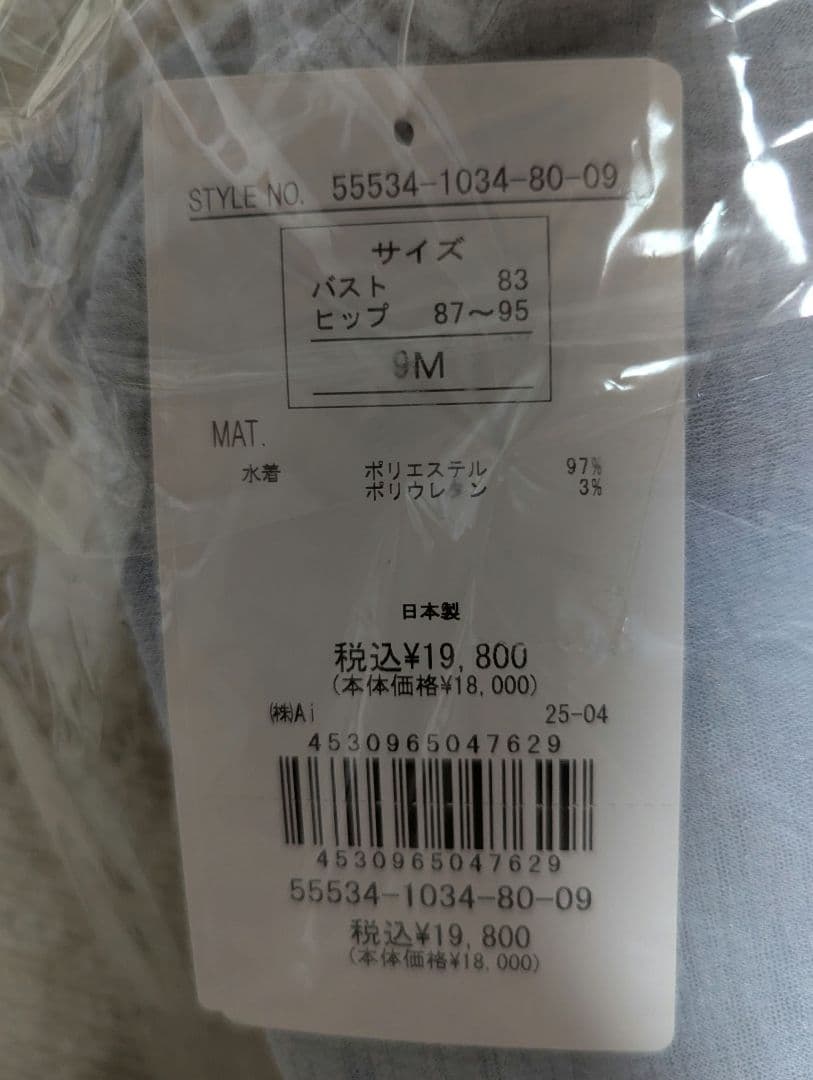 STYLE NO. 55534-1034-80-09
サイズ
バスト 83
ヒップ 87～95
9M
MAT.
水着 ポリエステル 97%
ポリウレタン 3%
日本製
税込¥19,800
(本体価格¥18,000)
㈱Ai 25-04
4530965047629
4530965047629
55534-1034-80-09
税込¥19,800
(本体価格¥18,000)